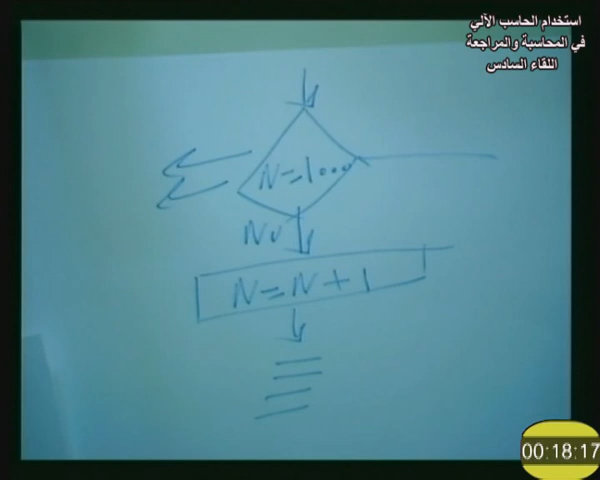 استخدام الحاسب الآلي
في المحاسبة والمراجعة
اللقاء السادس
N=1000
No
N=N+1
00:18:17